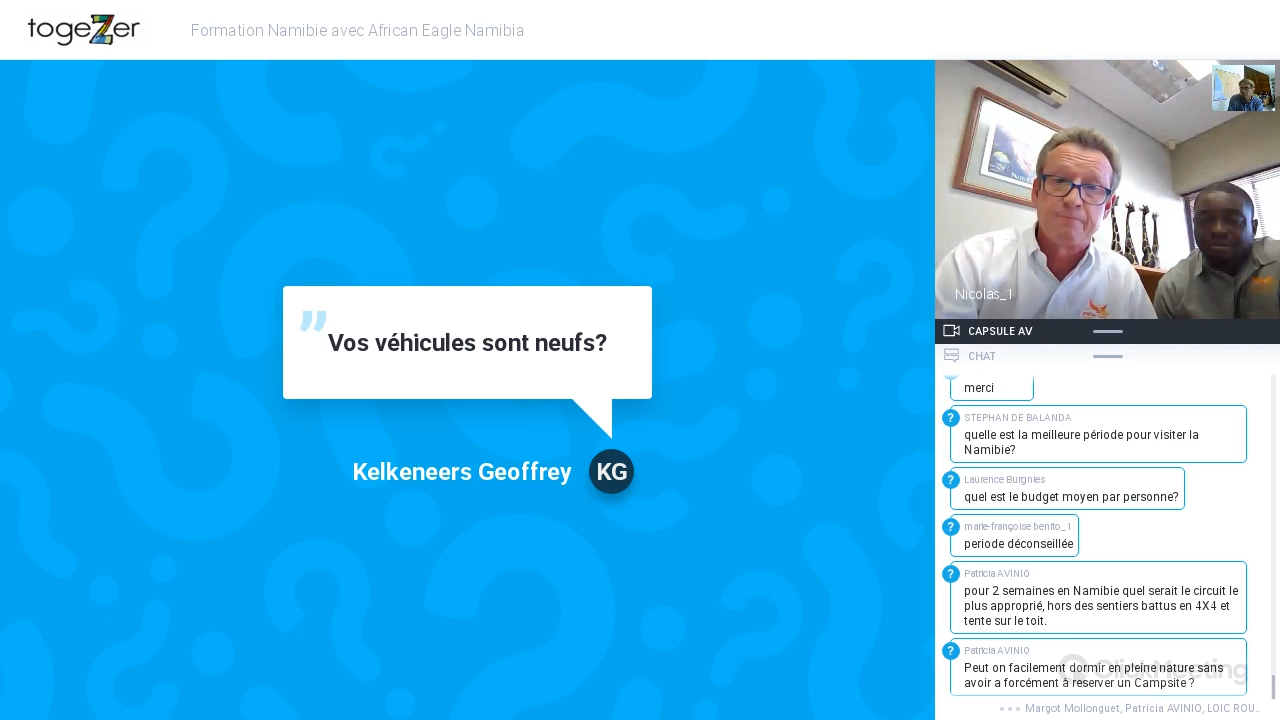 togeZzer
Formation Namibie avec African Eagle Namibia
Vos véhicules sont neufs?
Kelkeneers Geoffrey
KG
Nicolas_1
CAPSULE AV
CHAT
merci
STEPHAN DE BALANDA
quelle est la meilleure période pour visiter la
Namibie?
Laurence Burgnies
quel est le budget moyen par personne?
marie-françoise benito_1
periode déconseillée
Patricia AVINIO
pour 2 semaines en Namibie quel serait le circuit le
plus approprié, hors des sentiers battus en 4X4 et
tente sur le toit.
Patricia AVINIO
Peut on facilement dormir en pleine nature sans
avoir a forcément à reserver un Campsite ?
ClickMeeting
Margot Mollonguet, Patricia AVINIO, LOIC ROU..